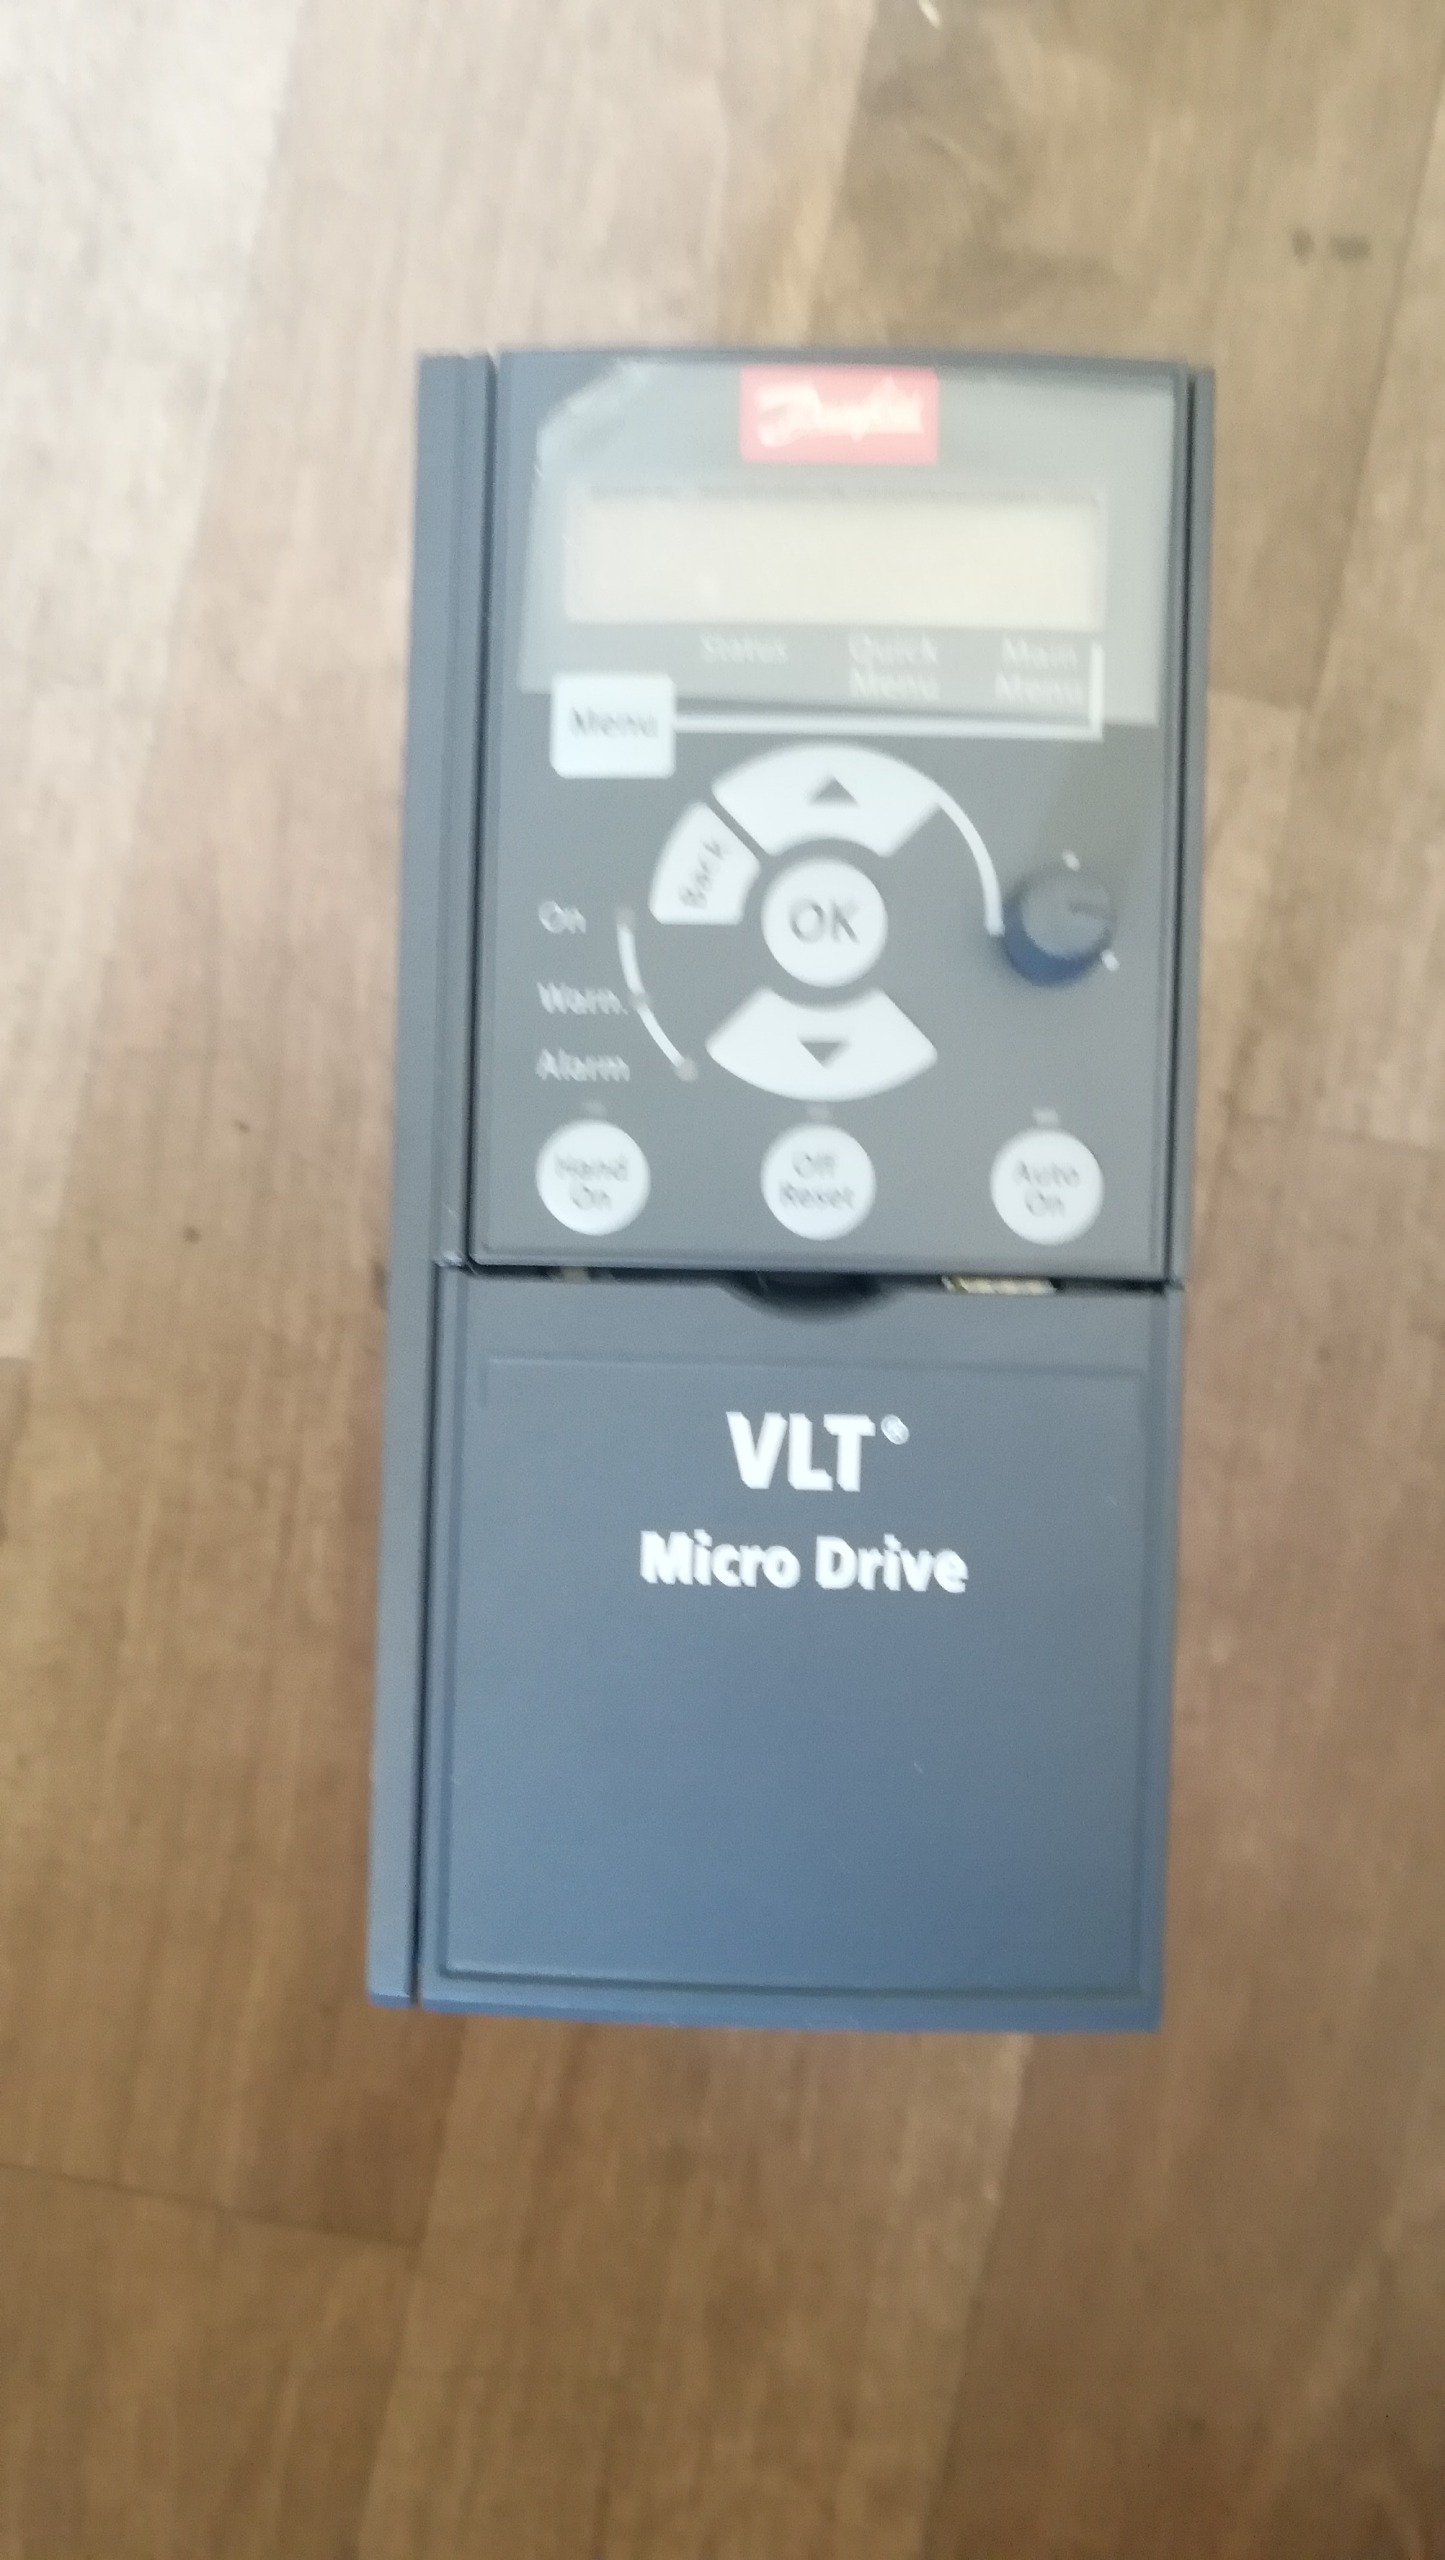 Danfoss
Status Quick Menu Main Menu
Menu
Back
OK
On
Warn.
Alarm
Hand On
Off Reset
Auto On
VLT®
Micro Drive